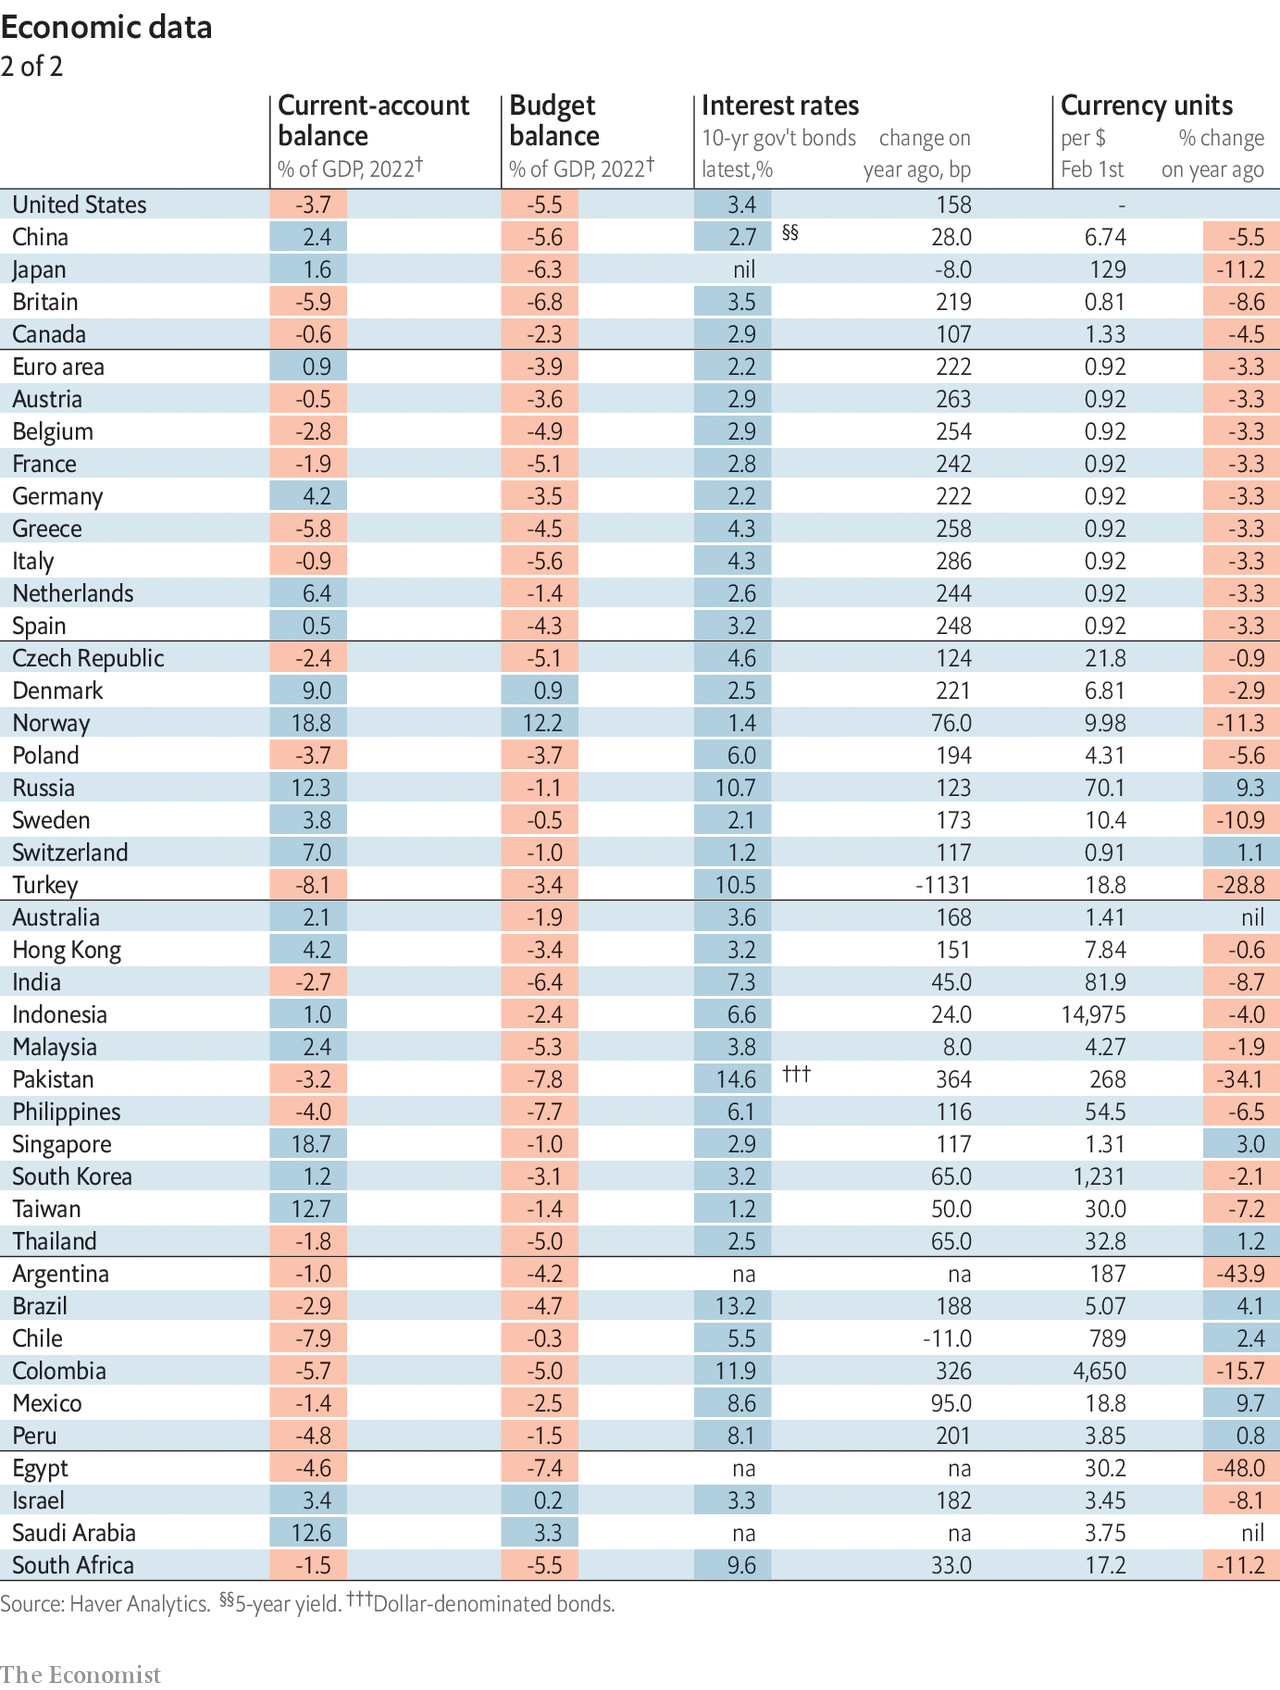 Economic data
2 of 2
Current-account balance Budget balance Interest rates Currency units
% of GDP, 2022† % of GDP, 2022† 10-yr gov't bonds latest,% change on year ago, bp per $ Feb 1st % change on year ago
United States -3.7 -5.5 3.4 158 -
China 2.4 -5.6 2.7 §§ 28.0 6.74 -5.5
Japan 1.6 -6.3 nil -8.0 129 -11.2
Britain -5.9 -6.8 3.5 219 0.81 -8.6
Canada -0.6 -2.3 2.9 107 1.33 -4.5
Euro area 0.9 -3.9 2.2 222 0.92 -3.3
Austria -0.5 -3.6 2.9 263 0.92 -3.3
Belgium -2.8 -4.9 2.9 254 0.92 -3.3
France -1.9 -5.1 2.8 242 0.92 -3.3
Germany 4.2 -3.5 2.2 222 0.92 -3.3
Greece -5.8 -4.5 4.3 258 0.92 -3.3
Italy -0.9 -5.6 4.3 286 0.92 -3.3
Netherlands 6.4 -1.4 2.6 244 0.92 -3.3
Spain 0.5 -4.3 3.2 248 0.92 -3.3
Czech Republic -2.4 -5.1 4.6 124 21.8 -0.9
Denmark 9.0 0.9 2.5 221 6.81 -2.9
Norway 18.8 12.2 1.4 76.0 9.98 -11.3
Poland -3.7 -3.7 6.0 194 4.31 -5.6
Russia 12.3 -1.1 10.7 123 70.1 9.3
Sweden 3.8 -0.5 2.1 173 10.4 -10.9
Switzerland 7.0 -1.0 1.2 117 0.91 1.1
Turkey -8.1 -3.4 10.5 -1131 18.8 -28.8
Australia 2.1 -1.9 3.6 168 1.41 nil
Hong Kong 4.2 -3.4 3.2 151 7.84 -0.6
India -2.7 -6.4 7.3 45.0 81.9 -8.7
Indonesia 1.0 -2.4 6.6 24.0 14,975 -4.0
Malaysia 2.4 -5.3 3.8 8.0 4.27 -1.9
Pakistan -3.2 -7.8 14.6 ††† 364 268 -34.1
Philippines -4.0 -7.7 6.1 116 54.5 -6.5
Singapore 18.7 -1.0 2.9 117 1.31 3.0
South Korea 1.2 -3.1 3.2 65.0 1,231 -2.1
Taiwan 12.7 -1.4 1.2 50.0 30.0 -7.2
Thailand -1.8 -5.0 2.5 65.0 32.8 1.2
Argentina -1.0 -4.2 na na 187 -43.9
Brazil -2.9 -4.7 13.2 188 5.07 4.1
Chile -7.9 -0.3 5.5 -11.0 789 2.4
Colombia -5.7 -5.0 11.9 326 4,650 -15.7
Mexico -1.4 -2.5 8.6 95.0 18.8 9.7
Peru -4.8 -1.5 8.1 201 3.85 0.8
Egypt -4.6 -7.4 na na 30.2 -48.0
Israel 3.4 0.2 3.3 182 3.45 -8.1
Saudi Arabia 12.6 3.3 na na 3.75 nil
South Africa -1.5 -5.5 9.6 33.0 17.2 -11.2
Source: Haver Analytics. §§5-year yield. †††Dollar-denominated bonds.
The Economist